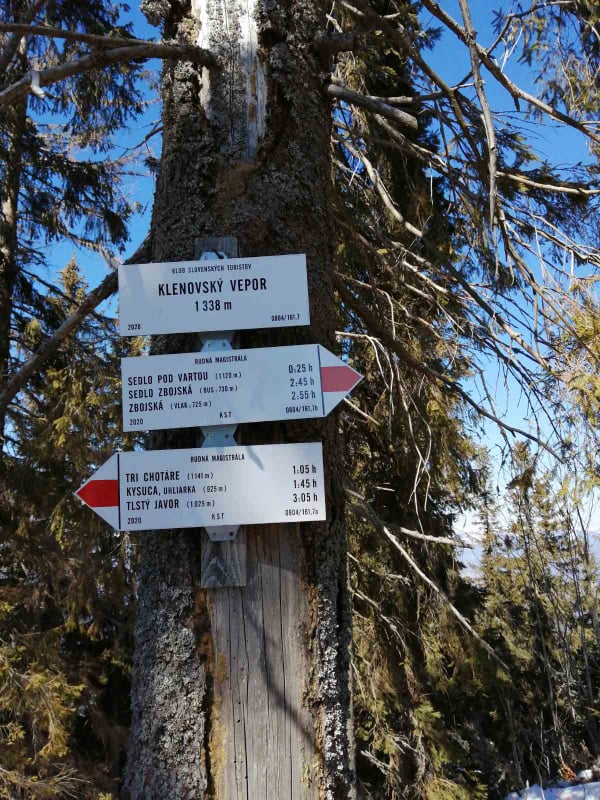 KLUB SLOVENSKÝCH TURISTOV
KLENOVSKÝ VEPOR
1 338 m
2020 0804/161,7
RUDNÁ MAGISTRÁLA
SEDLO POD VARTOU (1120 m) 0:25 h
SEDLO ZBOJSKÁ (BUS; 730 m) 2:45 h
ZBOJSKÁ (VLAK; 725 m) 2:55 h
2020 KST 0804/161,7b
RUDNÁ MAGISTRÁLA
TRI CHOTÁRE (1141 m) 1:05 h
KYSUCA, UHLIARKA (925 m) 1:45 h
TLSTÝ JAVOR (1025 m) 3:05 h
2020 KST 0804/161,7a